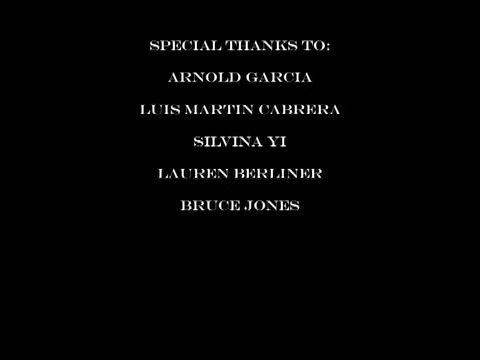 SPECIAL THANKS TO:
ARNOLD GARCIA
LUIS MARTIN CABRERA
SILVINA YI
LAUREN BERLINER
BRUCE JONES